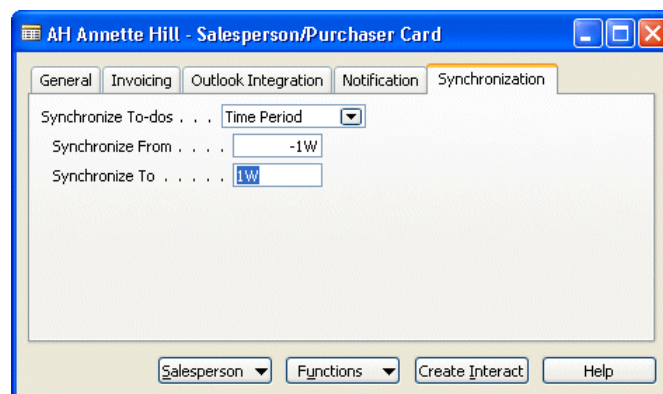 AH Annette Hill - Salesperson/Purchaser Card
General Invoicing Outlook Integration Notification Synchronization
Synchronize To-dos . . . Time Period
Synchronize From . . . . -1W
Synchronize To . . . . . 1W
Salesperson Functions Create Interact Help